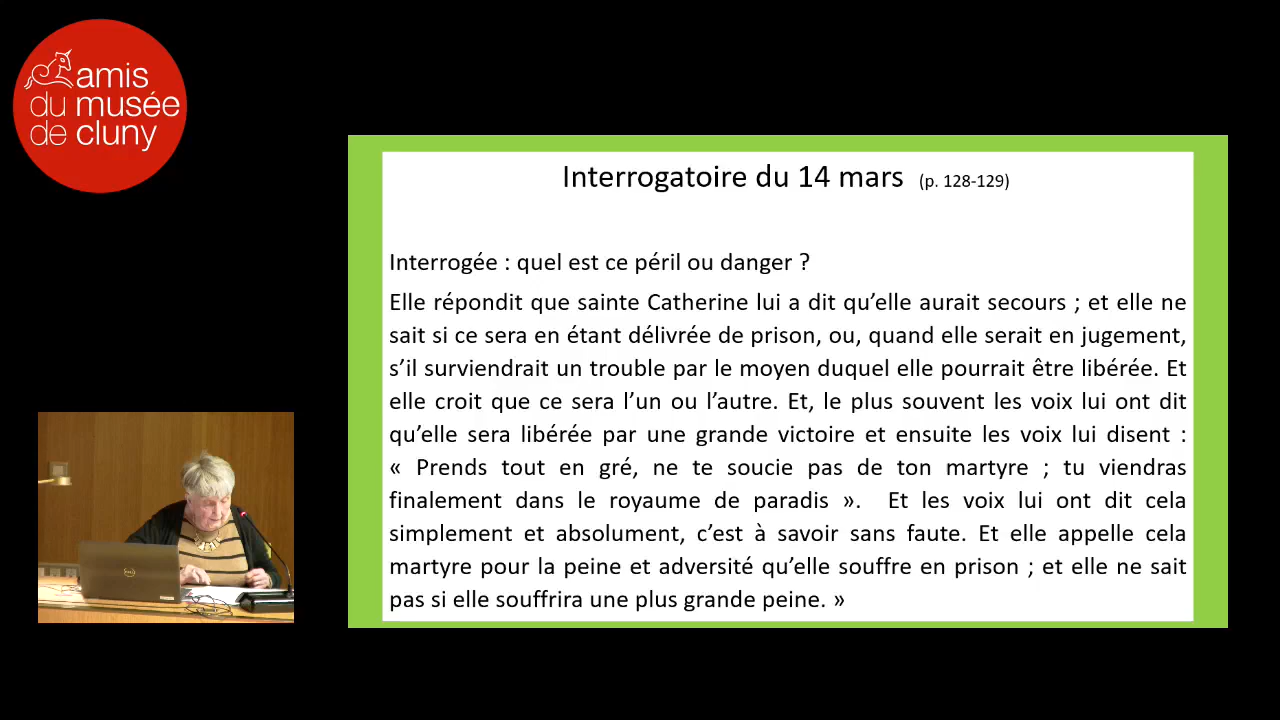 amis
du musée
de cluny
Interrogatoire du 14 mars (p. 128-129)
Interrogée : quel est ce péril ou danger ?
Elle répondit que sainte Catherine lui a dit qu’elle aurait secours ; et elle ne
sait si ce sera en étant délivrée de prison, ou, quand elle serait en jugement,
s’il surviendrait un trouble par le moyen duquel elle pourrait être libérée. Et
elle croit que ce sera l’un ou l’autre. Et, le plus souvent les voix lui ont dit
qu’elle sera libérée par une grande victoire et ensuite les voix lui disent :
« Prends tout en gré, ne te soucie pas de ton martyre ; tu viendras
finalement dans le royaume de paradis ». Et les voix lui ont dit cela
simplement et absolument, c’est à savoir sans faute. Et elle appelle cela
martyre pour la peine et adversité qu’elle souffre en prison ; et elle ne sait
pas si elle souffrira une plus grande peine. »